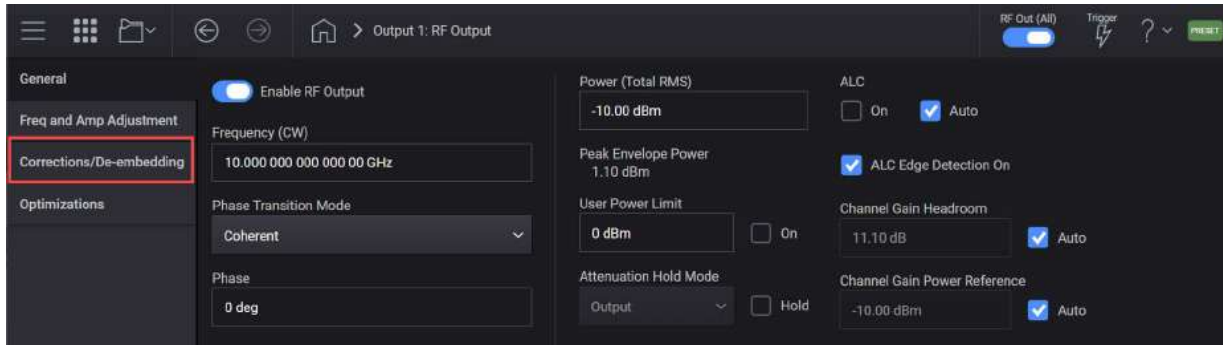 Output 1: RF Output
RF Out (All)
Trigger
?
PRESET
General
Freq and Amp Adjustment
Corrections/De-embedding
Optimizations
Enable RF Output
Frequency (CW)
10.000 000 000 000 00 GHz
Phase Transition Mode
Coherent
Phase
0 deg
Power (Total RMS)
-10.00 dBm
Peak Envelope Power
1.10 dBm
User Power Limit
0 dBm
On
Attenuation Hold Mode
Output
Hold
ALC
On
Auto
ALC Edge Detection On
Channel Gain Headroom
11.10 dB
Auto
Channel Gain Power Reference
-10.00 dBm
Auto